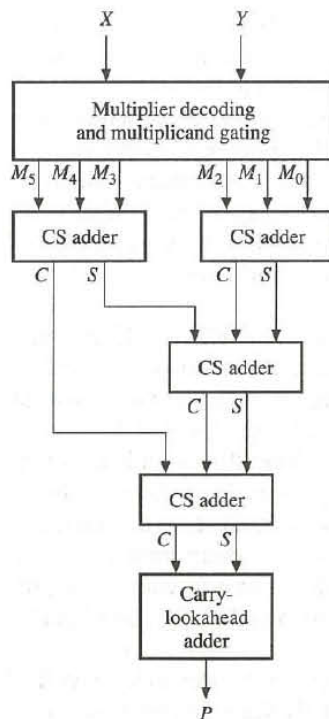 X Y
Multiplier decoding
and multiplicand gating
M5 M4 M3 M2 M1 M0
CS adder CS adder
C S C S
CS adder
C S
CS adder
C S
Carry-
lookahead
adder
P